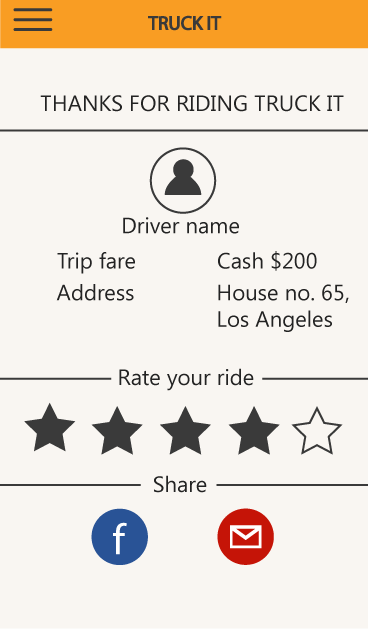 TRUCK IT
THANKS FOR RIDING TRUCK IT
Driver name
Trip fare Cash $200
Address House no. 65,
Los Angeles
Rate your ride
Share
f